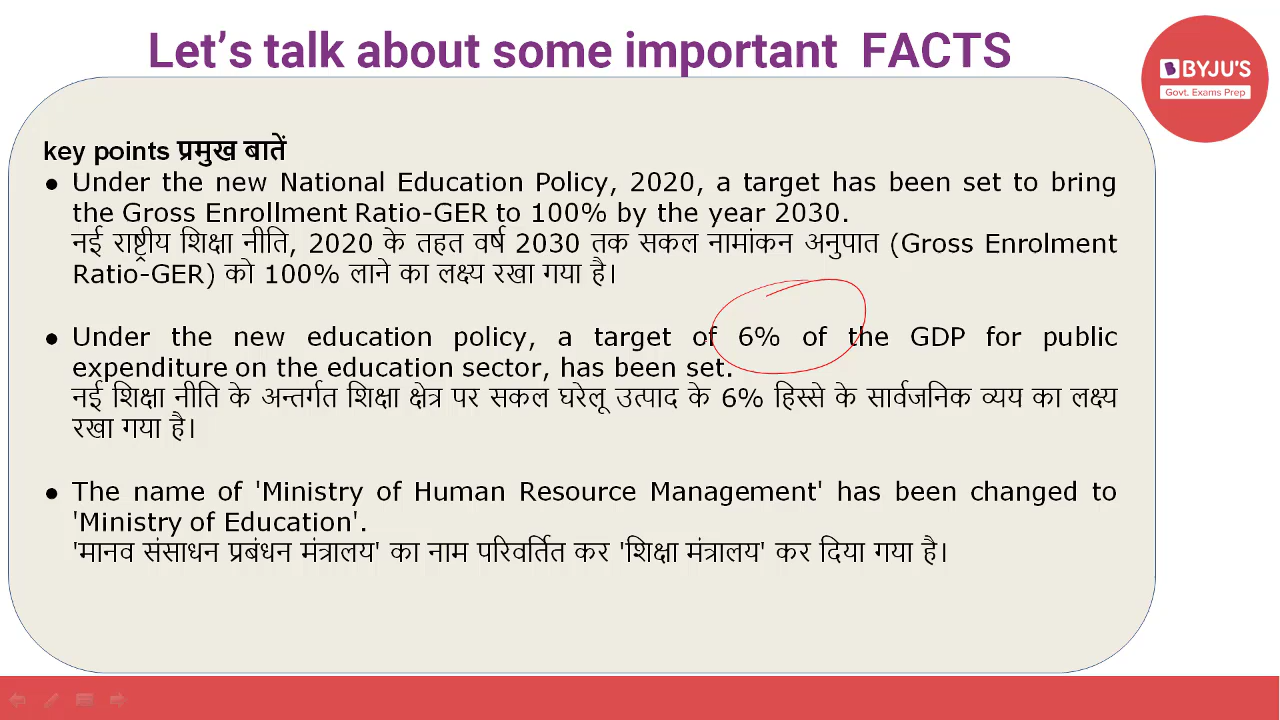 Let's talk about some important FACTS
BYJU'S
Govt. Exams Prep
key points प्रमुख बातें
● Under the new National Education Policy, 2020, a target has been set to bring
the Gross Enrollment Ratio-GER to 100% by the year 2030.
नई राष्ट्रीय शिक्षा नीति, 2020 के तहत वर्ष 2030 तक सकल नामांकन अनुपात (Gross Enrolment
Ratio-GER) को 100% लाने का लक्ष्य रखा गया है।
● Under the new education policy, a target of 6% of the GDP for public
expenditure on the education sector, has been set.
नई शिक्षा नीति के अन्तर्गत शिक्षा क्षेत्र पर सकल घरेलू उत्पाद के 6% हिस्से के सार्वजनिक व्यय का लक्ष्य
रखा गया है।
● The name of 'Ministry of Human Resource Management' has been changed to
'Ministry of Education'.
'मानव संसाधन प्रबंधन मंत्रालय' का नाम परिवर्तित कर 'शिक्षा मंत्रालय' कर दिया गया है।